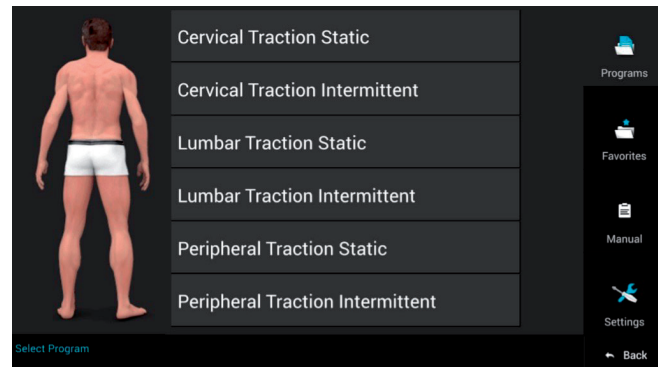 Cervical Traction Static
Cervical Traction Intermittent
Lumbar Traction Static
Lumbar Traction Intermittent
Peripheral Traction Static
Peripheral Traction Intermittent
Programs
Favorites
Manual
Settings
Select Program
Back